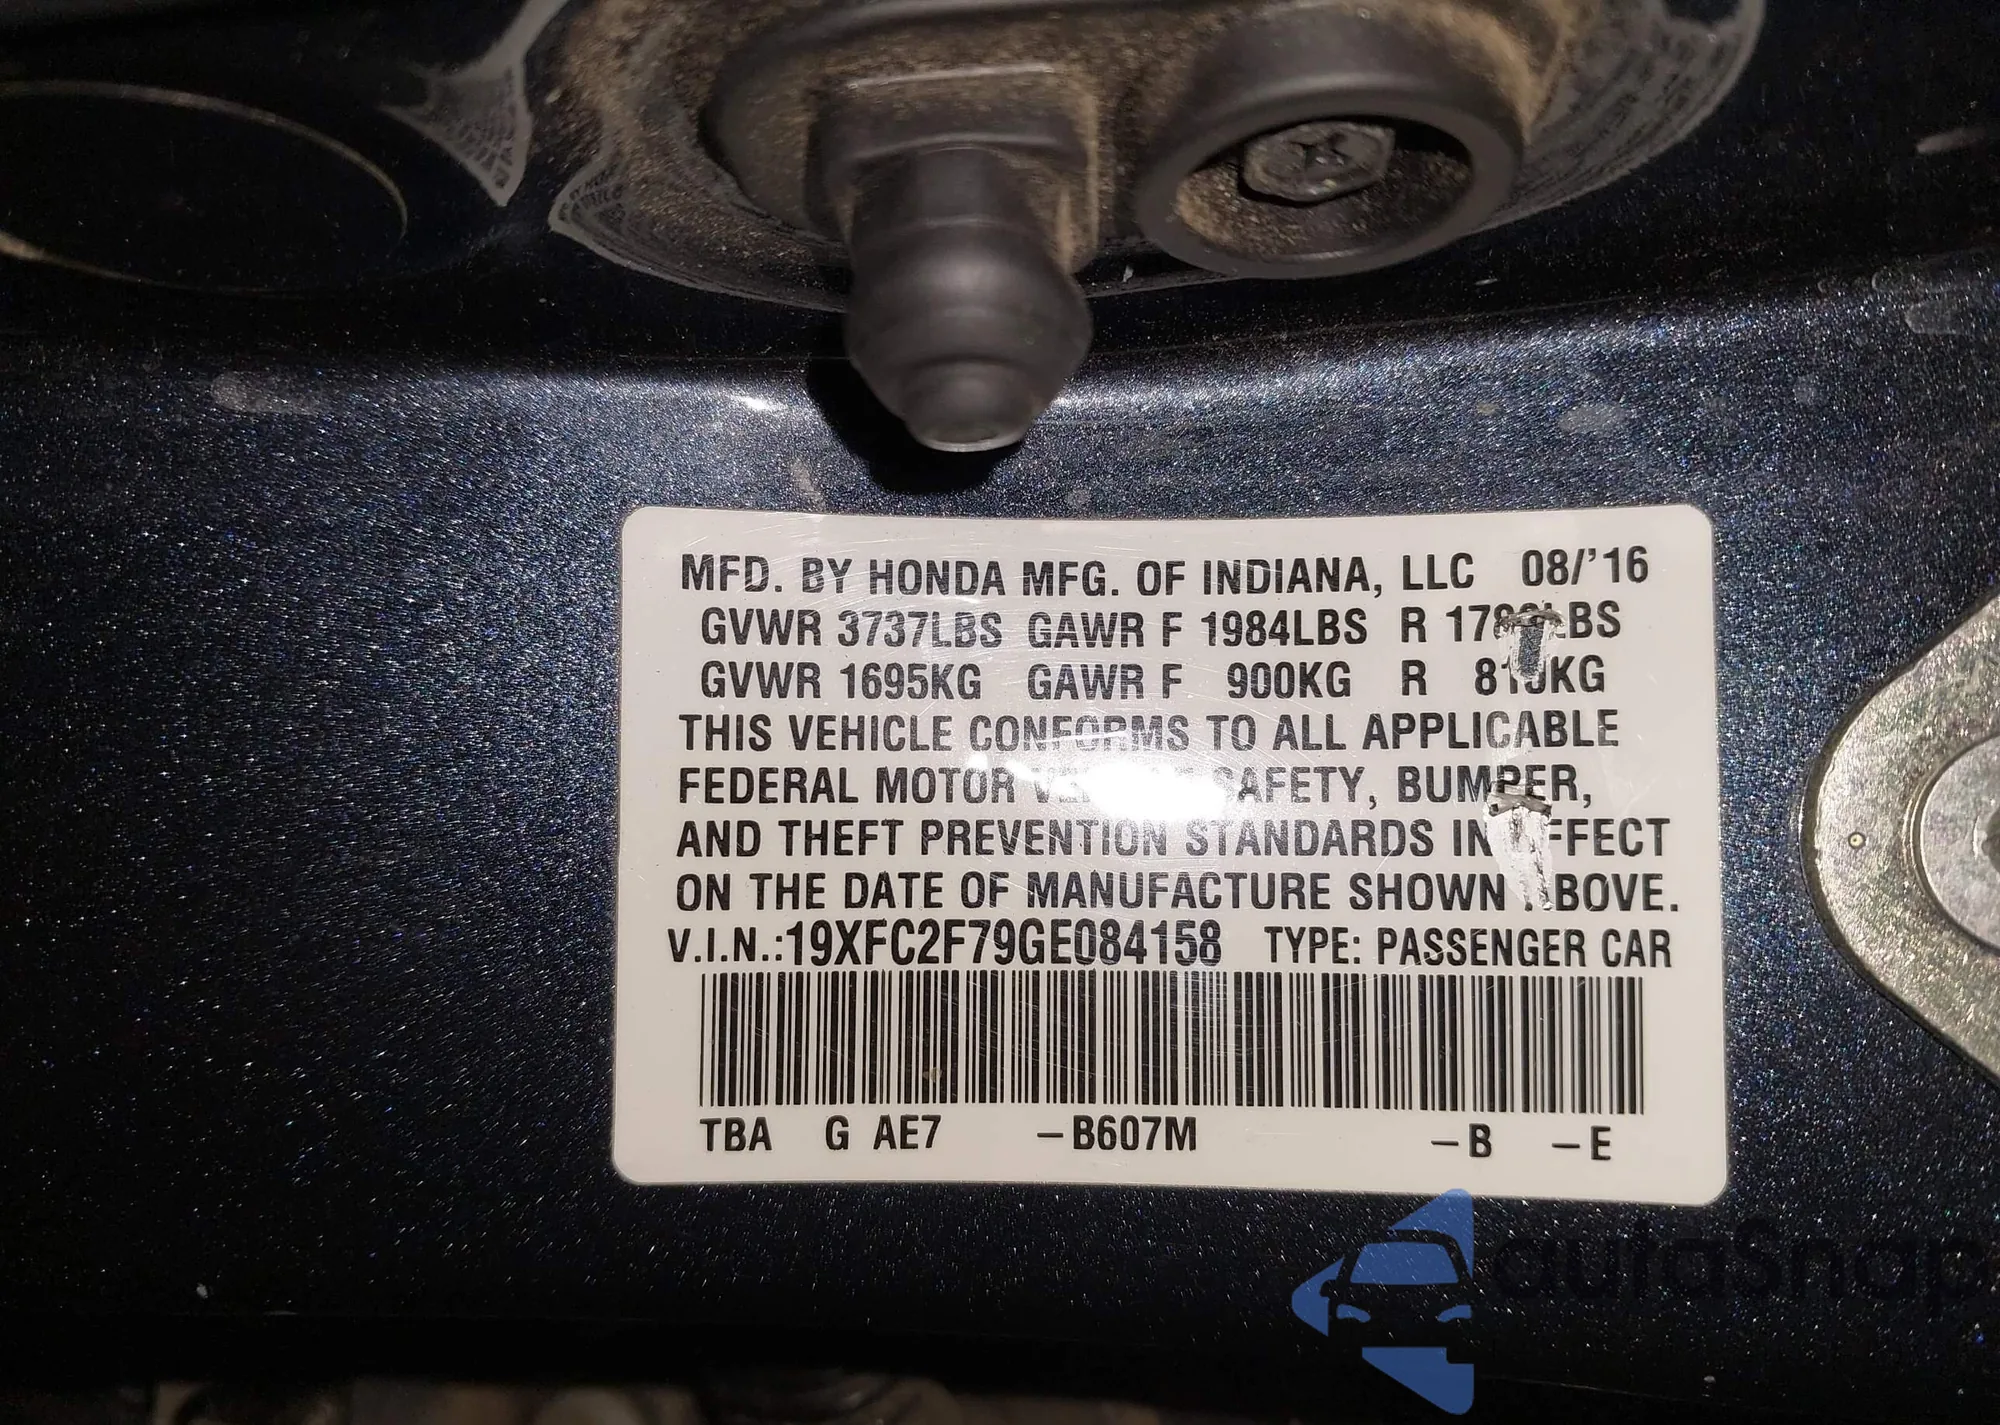 MFD. BY HONDA MFG. OF INDIANA, LLC 08/'16
GVWR 3737LBS GAWR F 1984LBS R
GVWR 1695KG GAWR F 900KG R
THIS VEHICLE CONFORMS TO ALL APPLICABLE
FEDERAL MOTOR SAFETY, BUMPER,
AND THEFT PREVENTION STANDARDS IN
ON THE DATE OF MANUFACTURE SHOWN
V.I.N.:19XFC2F79GE084158 TYPE: PASSENGER CAR
TBA G AE7 -B607M -B -E
autoSnap